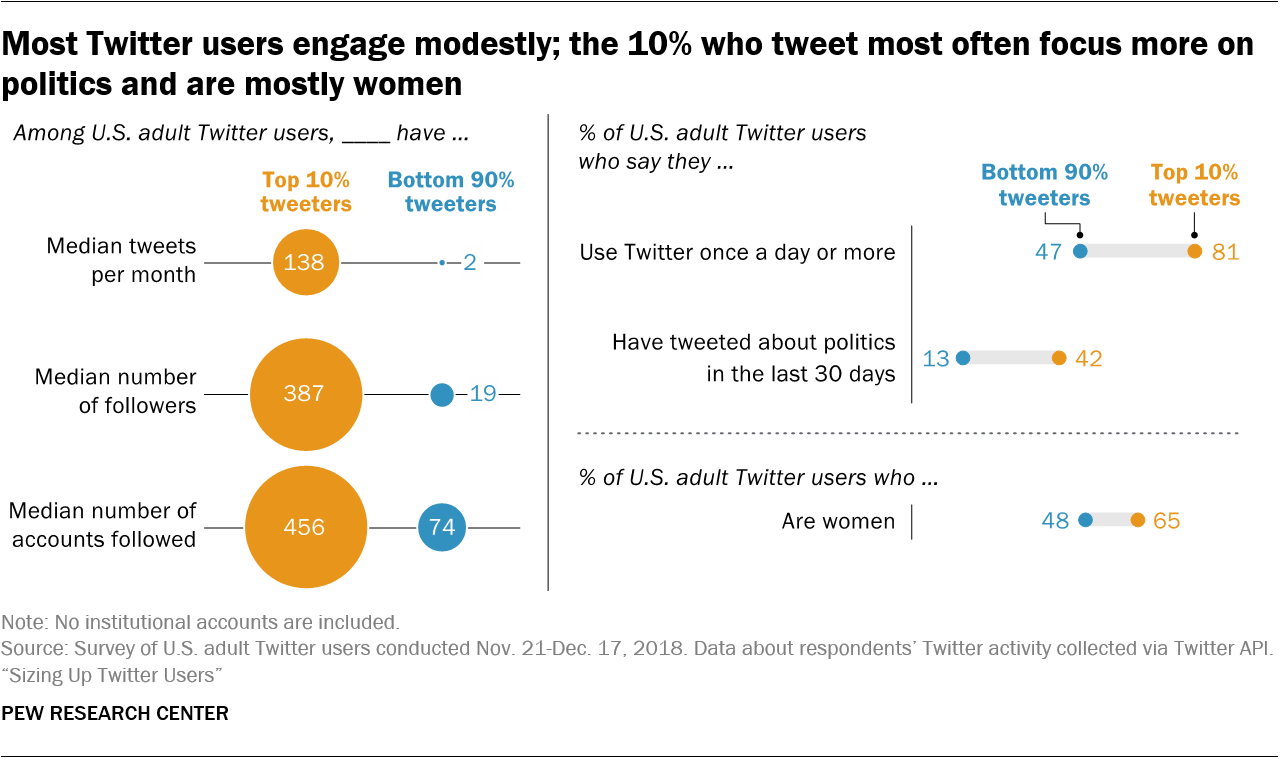 Most Twitter users engage modestly; the 10% who tweet most often focus more on
politics and are mostly women
Among U.S. adult Twitter users, ____ have ...
Top 10%
tweeters
Bottom 90%
tweeters
Median tweets
per month
138
2
Median number
of followers
387
19
Median number of
accounts followed
456
74
% of U.S. adult Twitter users
who say they ...
Bottom 90%
tweeters
Top 10%
tweeters
Use Twitter once a day or more
47
81
Have tweeted about politics
in the last 30 days
13
42
% of U.S. adult Twitter users who ...
Are women
48
65
Note: No institutional accounts are included.
Source: Survey of U.S. adult Twitter users conducted Nov. 21-Dec. 17, 2018. Data about respondents’ Twitter activity collected via Twitter API.
“Sizing Up Twitter Users”
PEW RESEARCH CENTER